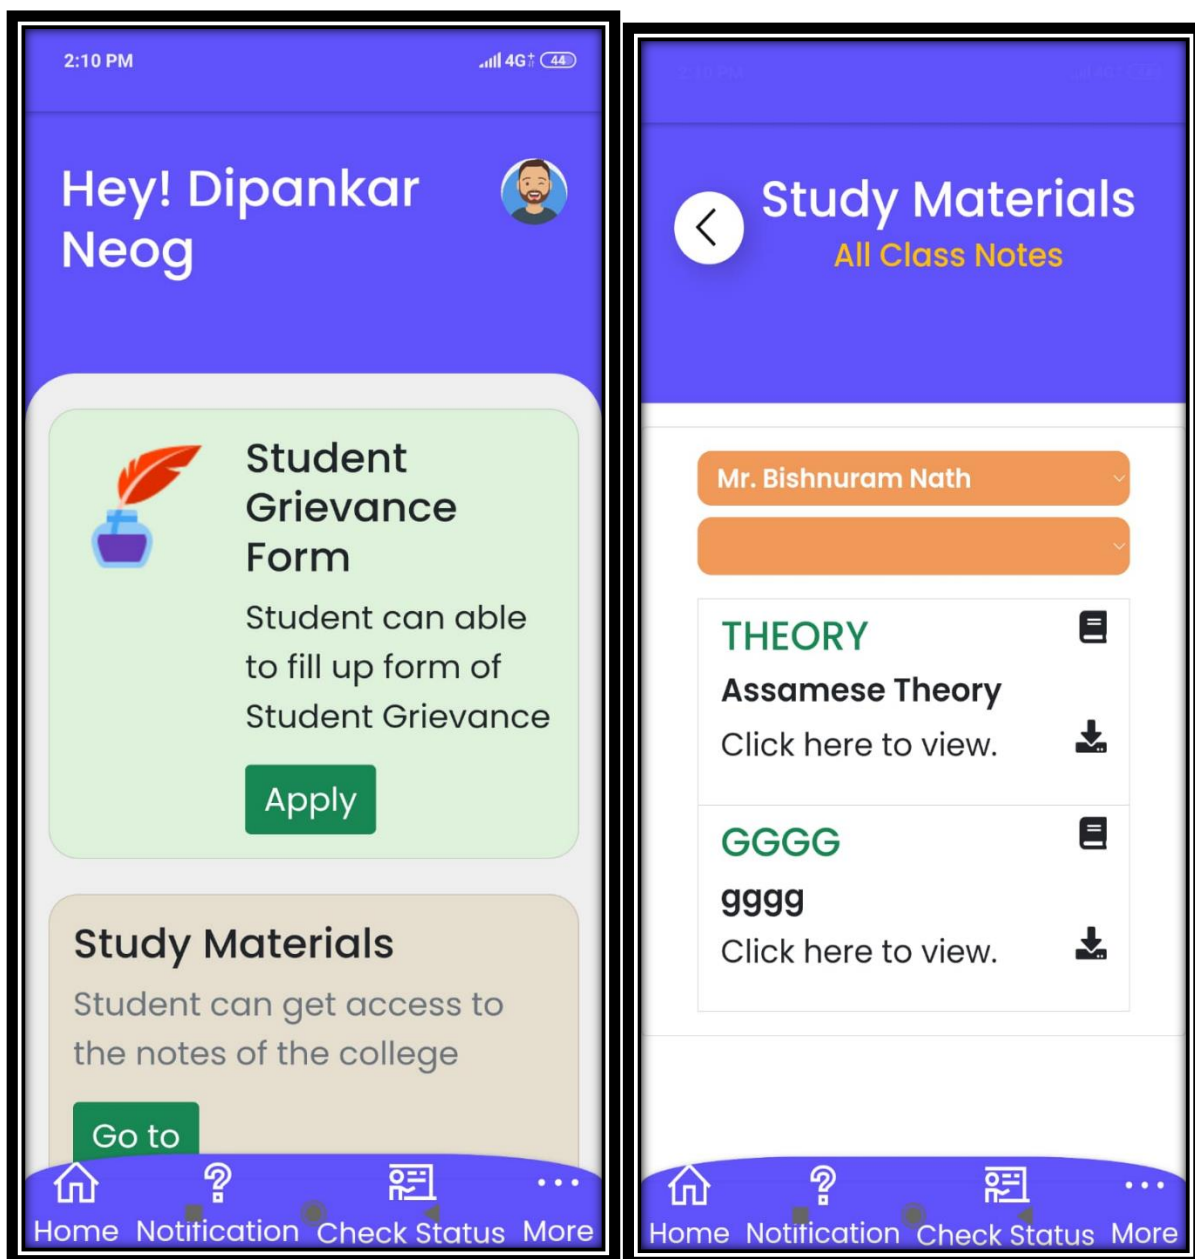 2:10 PM
4G+ 44
Hey! Dipankar
Neog
Student
Grievance
Form
Student can able
to fill up form of
Student Grievance
Apply
Study Materials
Student can get access to
the notes of the college
Go to
Home Notification Check Status More
2:10 PM
Study Materials
All Class Notes
Mr. Bishnuram Nath
THEORY
Assamese Theory
Click here to view.
GGGG
gggg
Click here to view.
Home Notification Check Status More